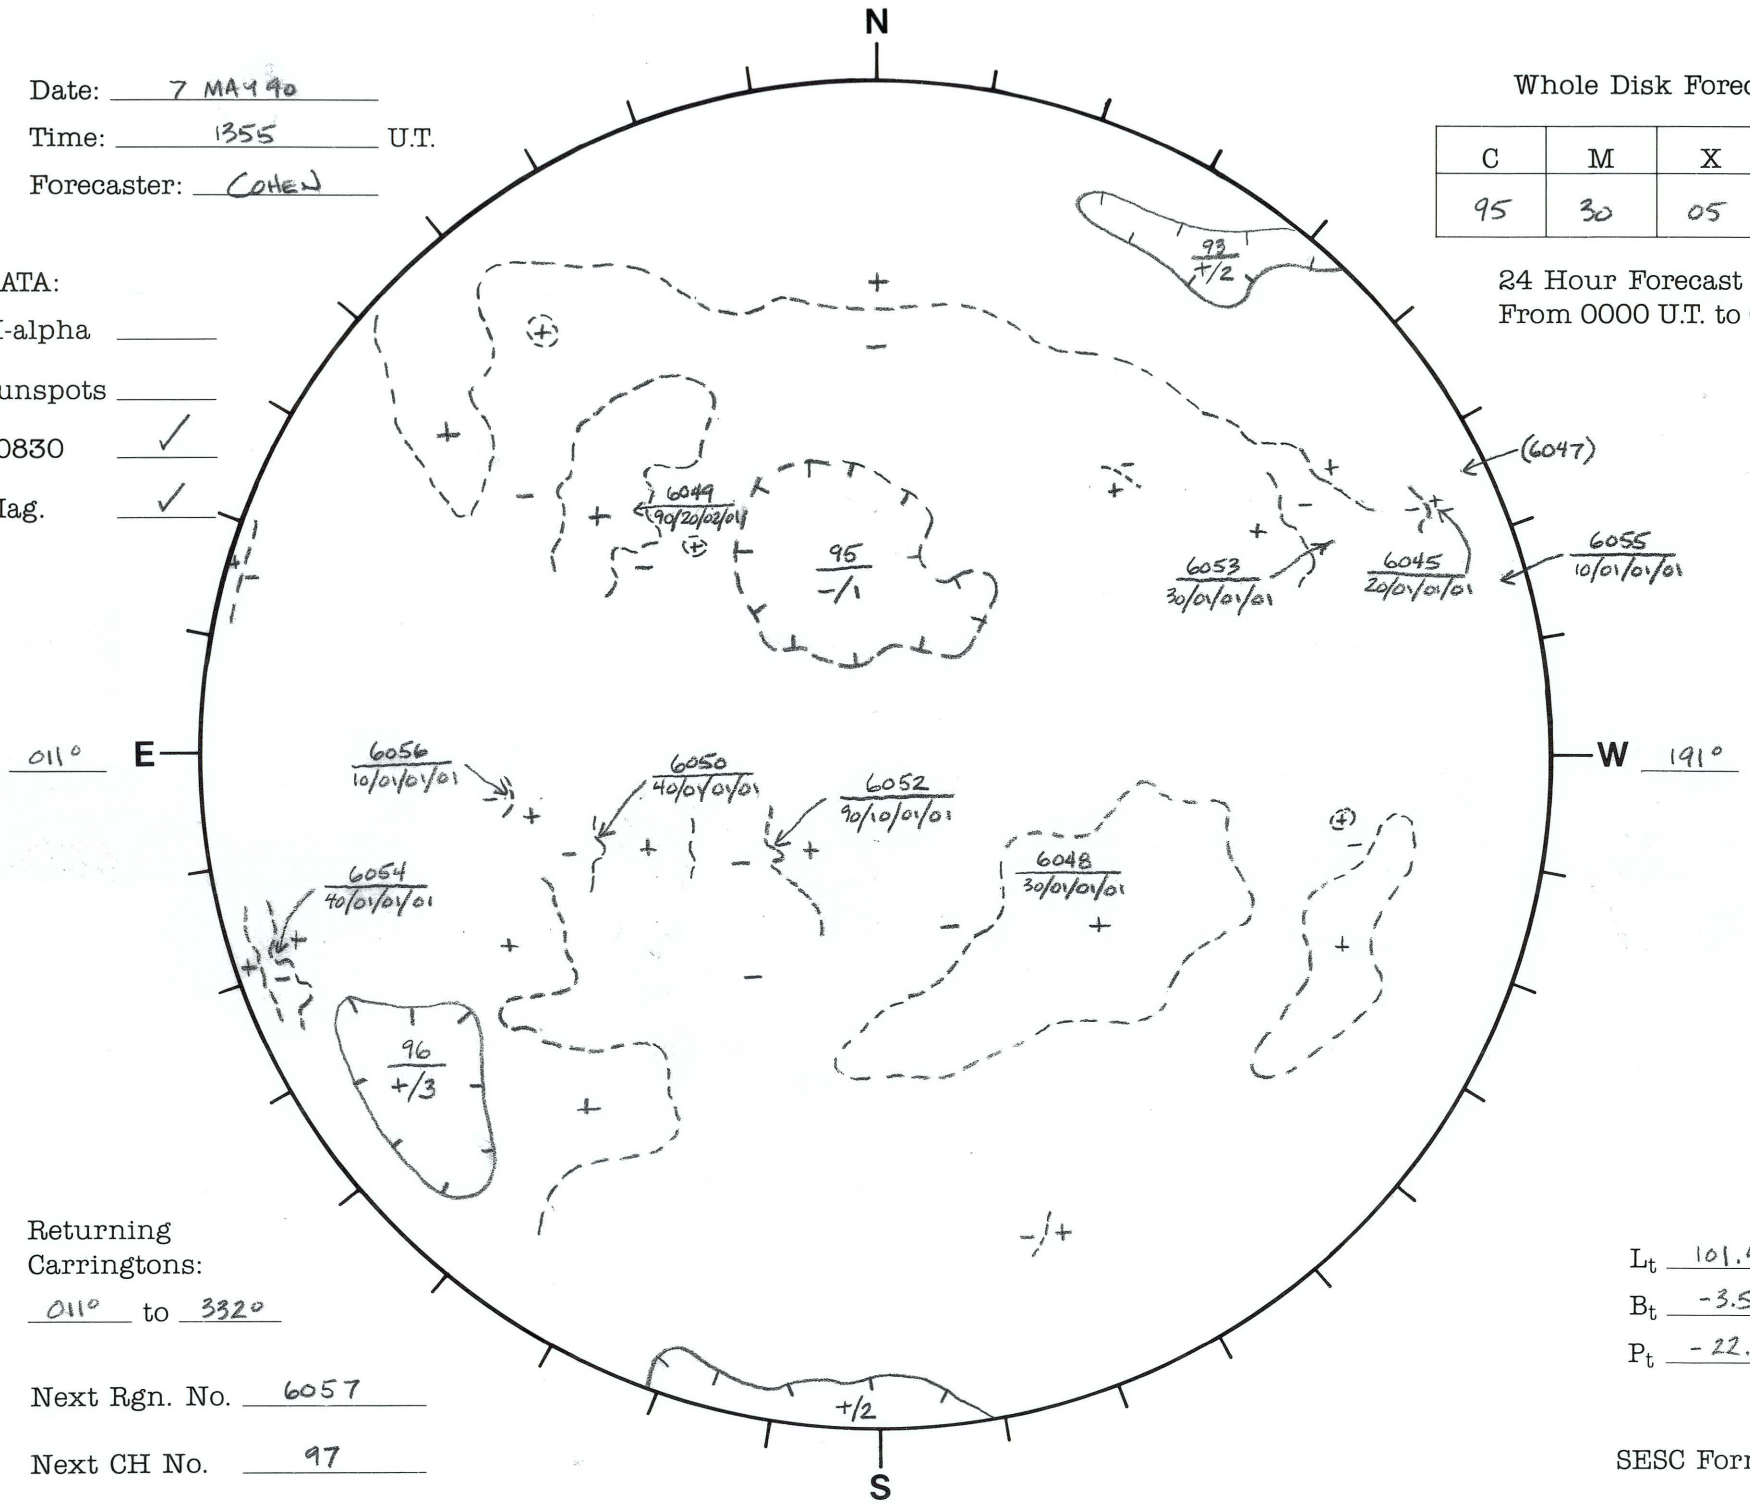 N
Date: 7 MAY 90
Time: 1355 U.T.
Forecaster: COHEN
Whole Disk Forec
C M X
95 30 05
24 Hour Forecast
From 0000 U.T. to
ATA:
I-alpha
unspots
0830 ✓
Mag. ✓
93
+/2
+
-
+
+
(6047)
6049
90/20/02/01
-
+
+
-
95
-/1
-
+
+
-
+
6053
30/01/01/01
- +
6045
20/01/01/01
6055
10/01/01/01
+
-
011° E
W 191°
6056
10/01/01/01
- +
6050
40/01/01/01
- +
6052
90/10/01/01
- +
6054
40/01/01/01
+
+ -
6048
30/01/01/01
- +
+
-
+
+
-
96
+/3
+
- / +
Returning
Carringtons:
011° to 332°
Next Rgn. No. 6057
Next CH No. 97
+/2
S
Lt 101.
Bt -3.5
Pt -22.
SESC Forr